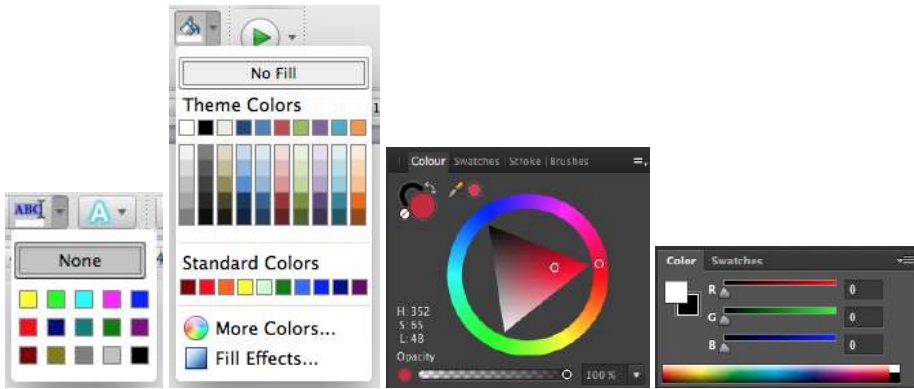 ABC
A
None
No Fill
Theme Colors
Standard Colors
More Colors...
Fill Effects...
Colour Swatches Stroke Brushes
H: 352
S: 65
L: 48
Opacity
100 %
Color Swatches
R 0
G 0
B 0